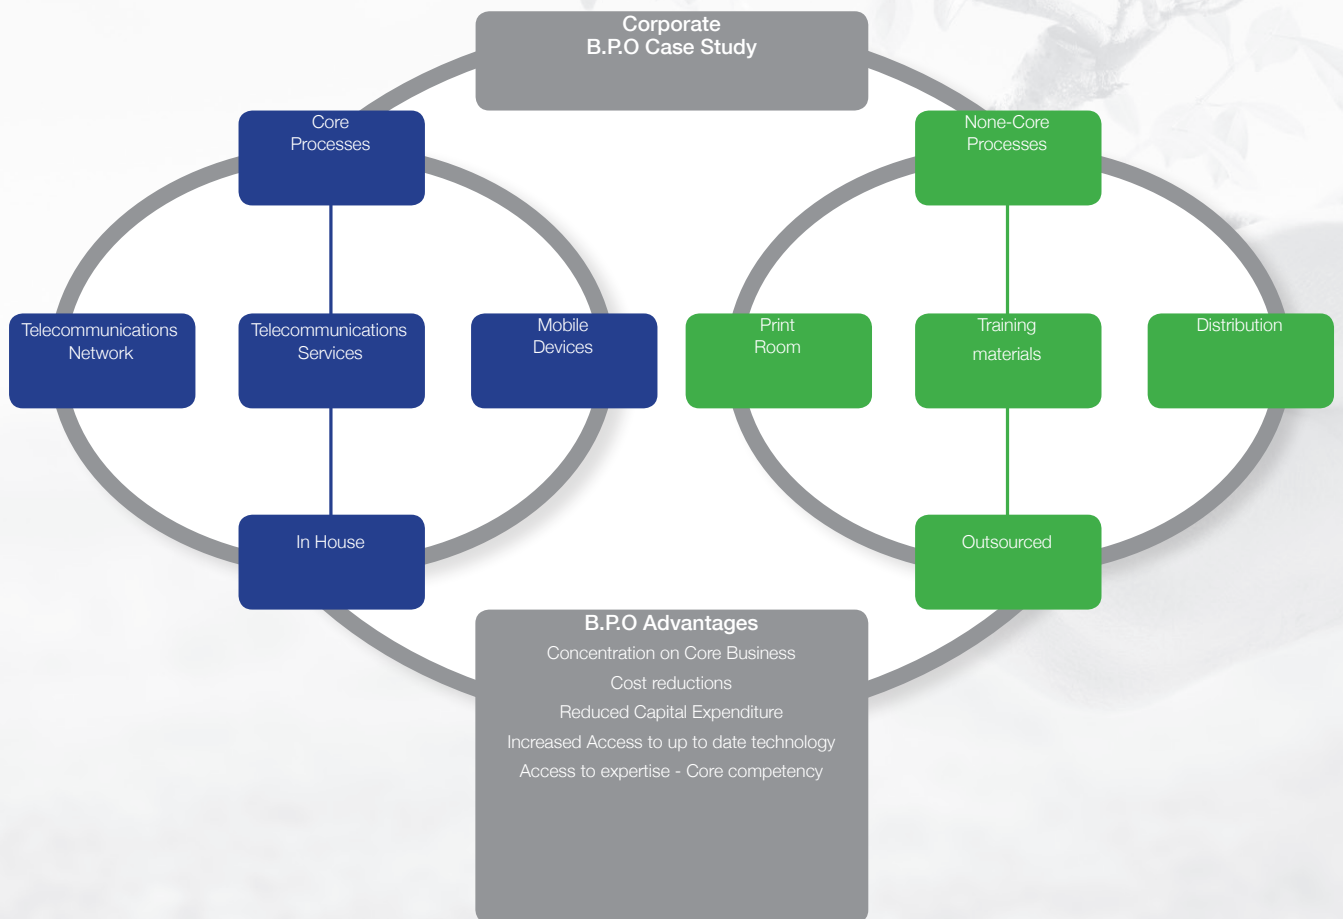 Corporate
B.P.O Case Study
Core
Processes
None-Core
Processes
Telecommunications
Network
Telecommunications
Services
Mobile
Devices
Print
Room
Training
materials
Distribution
In House
Outsourced
B.P.O Advantages
Concentration on Core Business
Cost reductions
Reduced Capital Expenditure
Increased Access to up to date technology
Access to expertise - Core competency